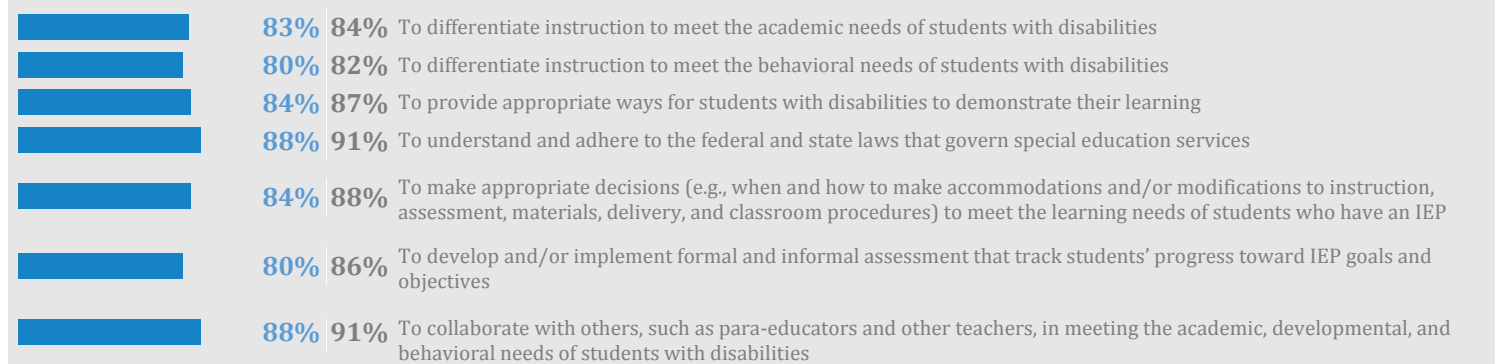 83% 84% To differentiate instruction to meet the academic needs of students with disabilities
80% 82% To differentiate instruction to meet the behavioral needs of students with disabilities
84% 87% To provide appropriate ways for students with disabilities to demonstrate their learning
88% 91% To understand and adhere to the federal and state laws that govern special education services
84% 88% To make appropriate decisions (e.g., when and how to make accommodations and/or modifications to instruction,
assessment, materials, delivery, and classroom procedures) to meet the learning needs of students who have an IEP
80% 86% To develop and/or implement formal and informal assessment that track students’ progress toward IEP goals and
objectives
88% 91% To collaborate with others, such as para-educators and other teachers, in meeting the academic, developmental, and
behavioral needs of students with disabilities